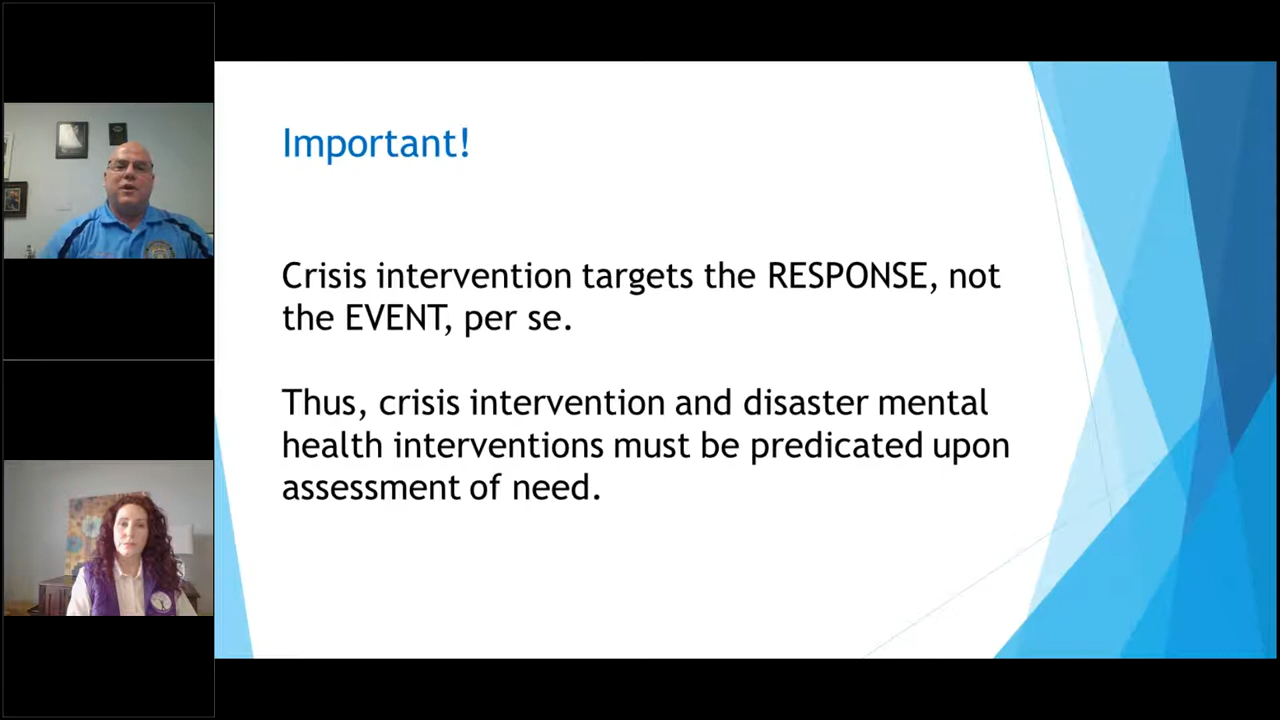 Important!
Crisis intervention targets the RESPONSE, not
the EVENT, per se.
Thus, crisis intervention and disaster mental
health interventions must be predicated upon
assessment of need.